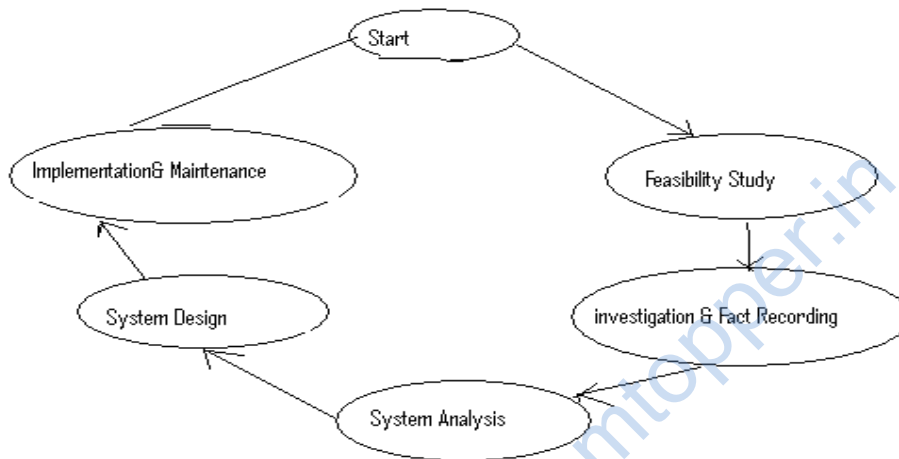 Start
Feasibility Study
investigation & Fact Recording
System Analysis
System Design
Implementation& Maintenance
mtopper.in